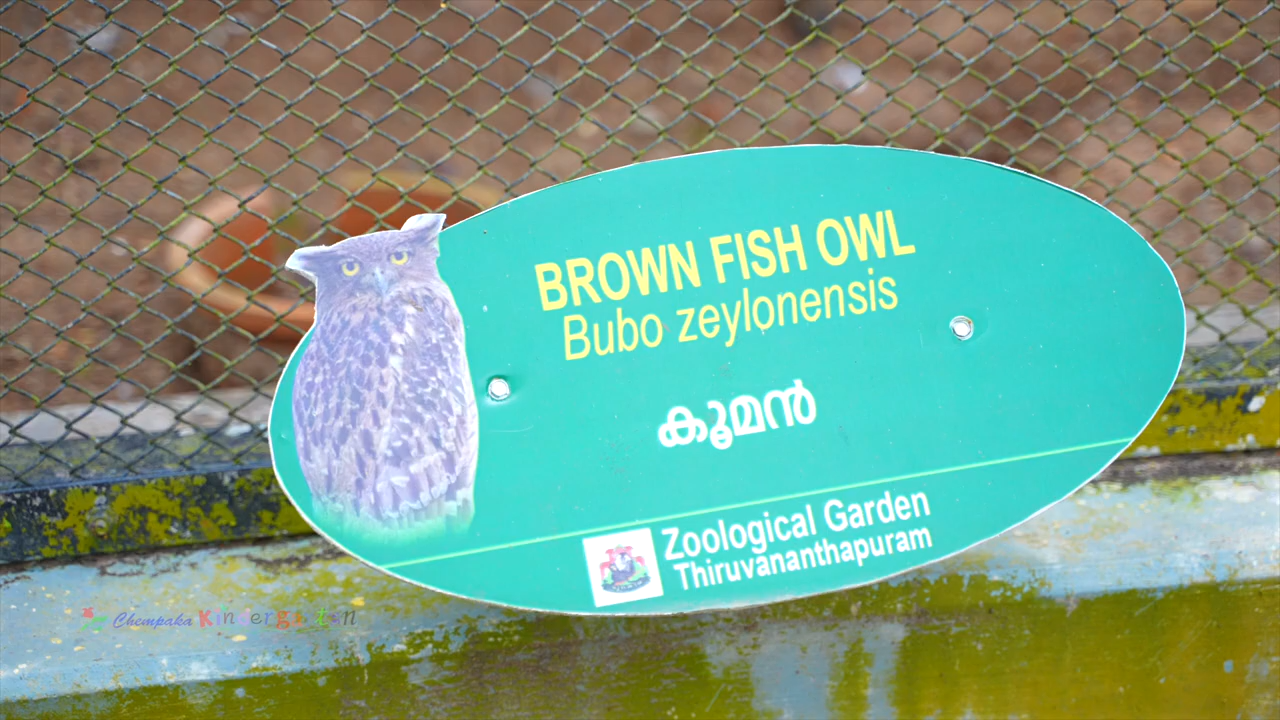 BROWN FISH OWL
Bubo zeylonensis
കൂമൻ
Zoological Garden
Thiruvananthapuram
Chempaka Kindergarten